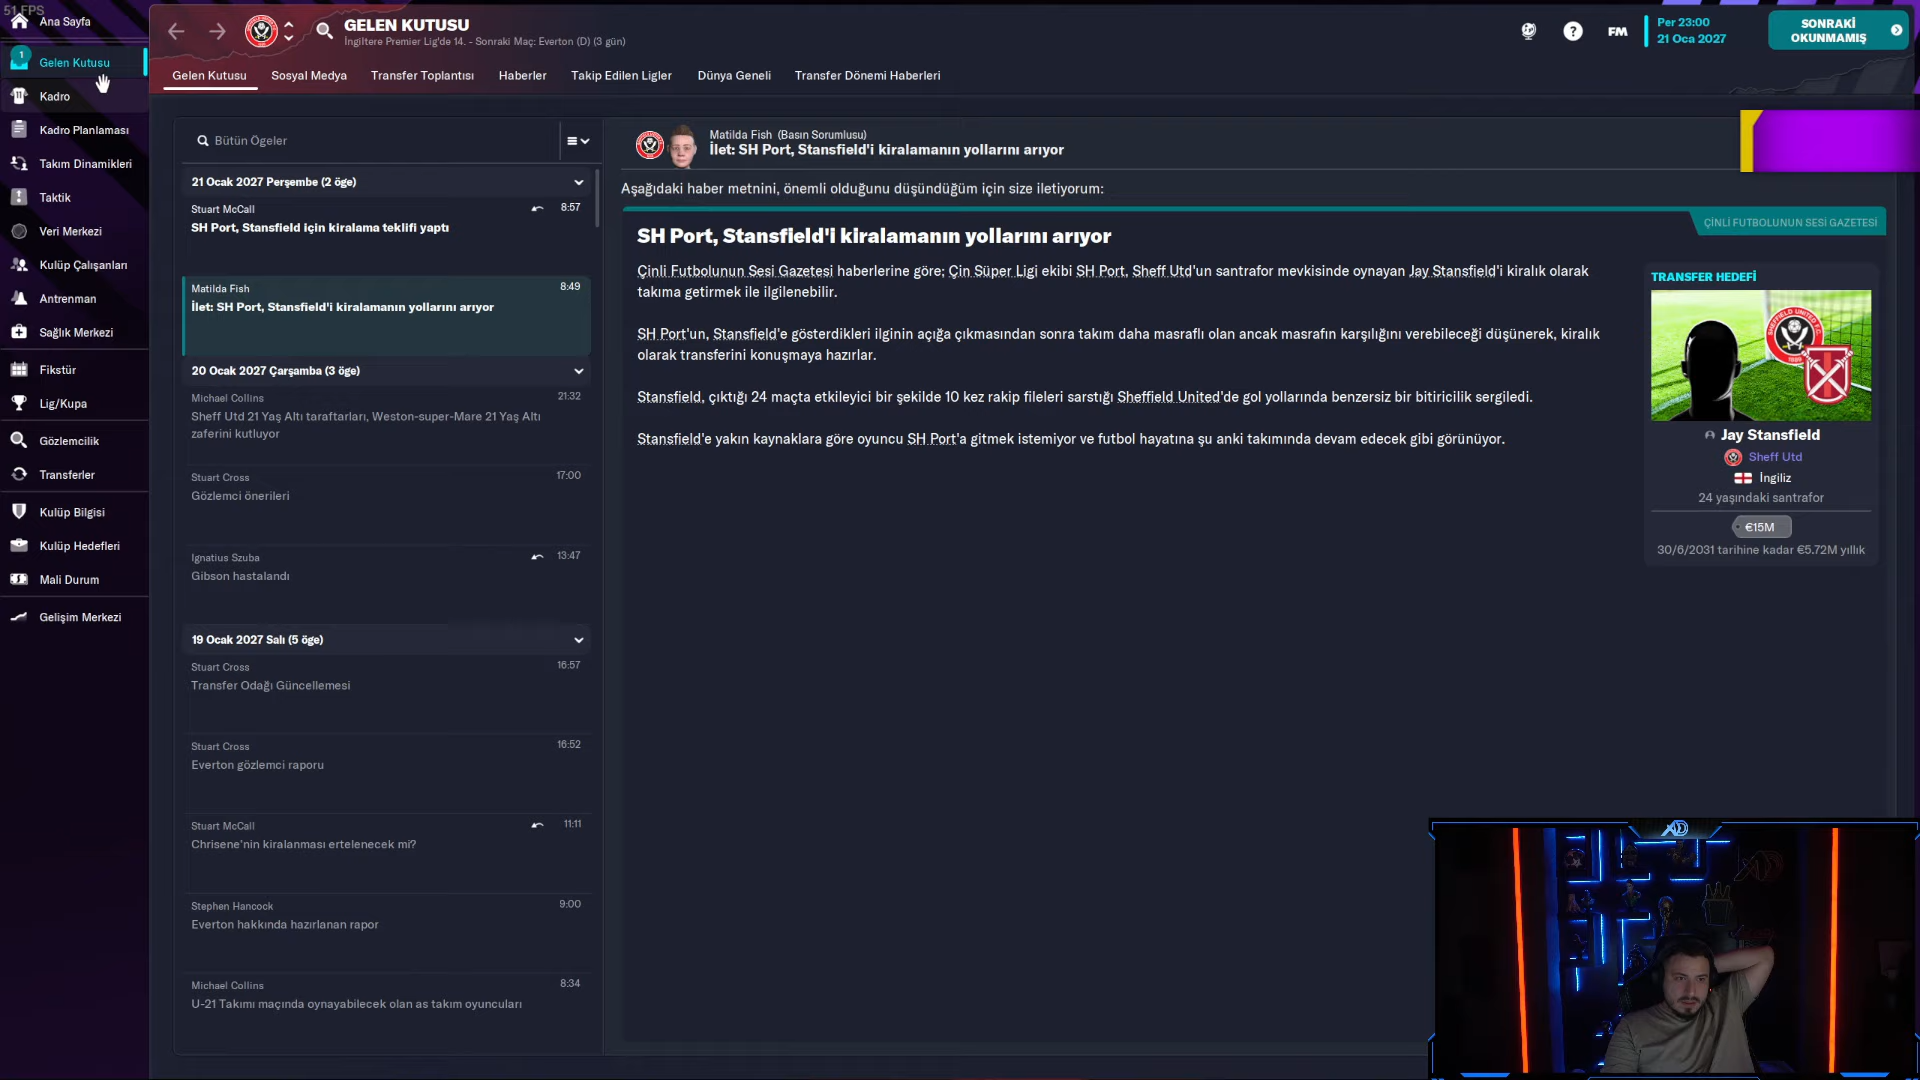 51 FPS
Ana Sayfa
1
Gelen Kutusu
Kadro
Kadro Planlaması
Takım Dinamikleri
Taktik
Veri Merkezi
Kulüp Çalışanları
Antrenman
Sağlık Merkezi
Fikstür
Lig/Kupa
Gözlemcilik
Transferler
Kulüp Bilgisi
Kulüp Hedefleri
Mali Durum
Gelişim Merkezi
GELEN KUTUSU
İngiltere Premier Lig'de 14. - Sonraki Maç: Everton (D) (3 gün)
FM
Per 23:00
21 Oca 2027
SONRAKİ
OKUNMAMIŞ
Gelen Kutusu
Sosyal Medya
Transfer Toplantısı
Haberler
Takip Edilen Ligler
Dünya Geneli
Transfer Dönemi Haberleri
Bütün Ögeler
21 Ocak 2027 Perşembe (2 öge)
Stuart McCall
8:57
SH Port, Stansfield için kiralama teklifi yaptı
Matilda Fish
8:49
İlet: SH Port, Stansfield'i kiralamanın yollarını arıyor
20 Ocak 2027 Çarşamba (3 öge)
Michael Collins
21:32
Sheff Utd 21 Yaş Altı taraftarları, Weston-super-Mare 21 Yaş Altı
zaferini kutluyor
Stuart Cross
17:00
Gözlemci önerileri
Ignatius Szuba
13:47
Gibson hastalandı
19 Ocak 2027 Salı (5 öge)
Stuart Cross
16:57
Transfer Odağı Güncellemesi
Stuart Cross
16:52
Everton gözlemci raporu
Stuart McCall
11:11
Chrisene'nin kiralanması ertelenecek mi?
Stephen Hancock
9:00
Everton hakkında hazırlanan rapor
Michael Collins
8:34
U-21 Takımı maçında oynayabilecek olan as takım oyuncuları
Matilda Fish (Basın Sorumlusu)
İlet: SH Port, Stansfield'i kiralamanın yollarını arıyor
Aşağıdaki haber metnini, önemli olduğunu düşündüğüm için size iletiyorum:
ÇİNLİ FUTBOLUNUN SESİ GAZETESİ
SH Port, Stansfield'i kiralamanın yollarını arıyor
Çinli Futbolunun Sesi Gazetesi haberlerine göre; Çin Süper Ligi ekibi SH Port, Sheff Utd'un santrafor mevkisinde oynayan Jay Stansfield'i kiralık olarak
takıma getirmek ile ilgilenebilir.
SH Port'un, Stansfield'e gösterdikleri ilginin açığa çıkmasından sonra takım daha masraflı olan ancak masrafın karşılığını verebileceği düşünerek, kiralık
olarak transferini konuşmaya hazırlar.
Stansfield, çıktığı 24 maçta etkileyici bir şekilde 10 kez rakip fileleri sarstığı Sheffield United'de gol yollarında benzersiz bir bitiricilik sergiledi.
Stansfield'e yakın kaynaklara göre oyuncu SH Port'a gitmek istemiyor ve futbol hayatına şu anki takımında devam edecek gibi görünüyor.
TRANSFER HEDEFİ
Jay Stansfield
Sheff Utd
İngiliz
24 yaşındaki santrafor
€15M
30/6/2031 tarihine kadar €5.72M yıllık